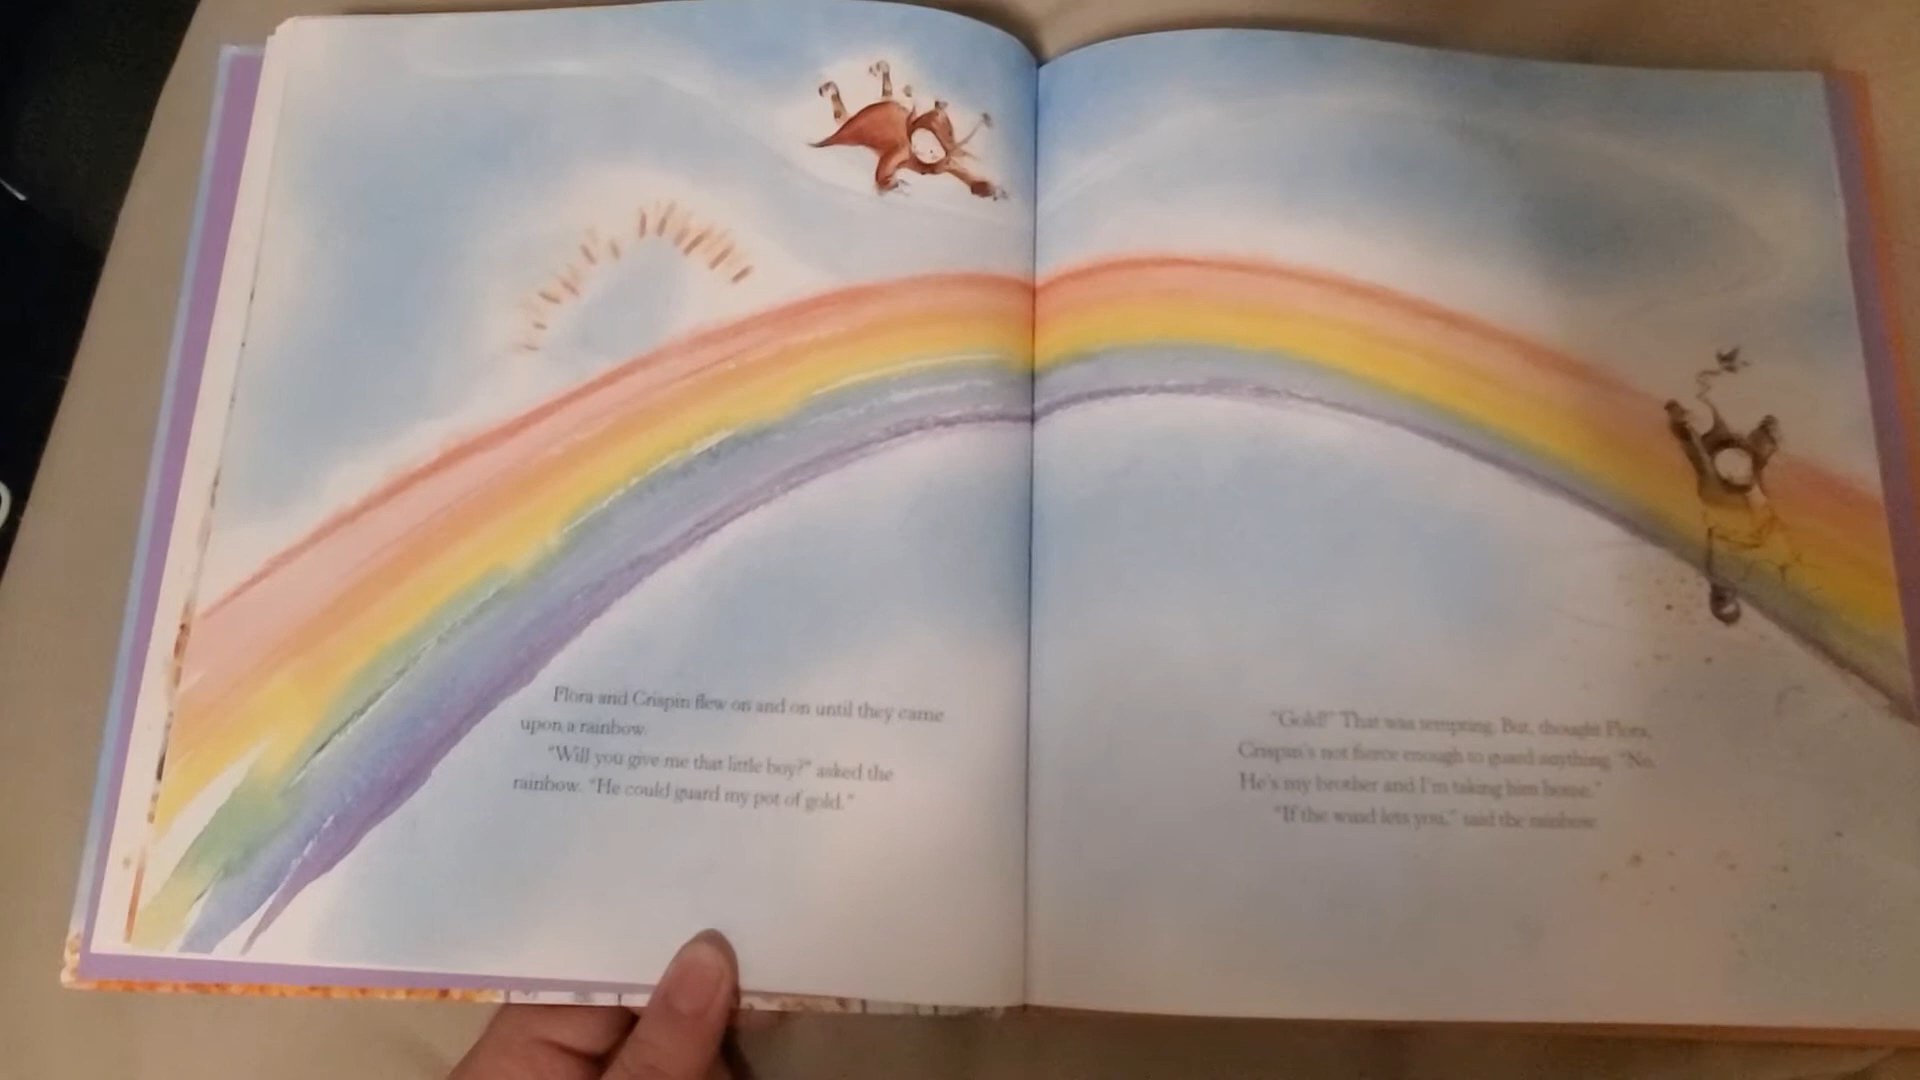 Flora and Crispin flew on and on until they came
upon a rainbow.
"Will you give me that little boy?" asked the
rainbow. "He could guard my pot of gold."
"Gold!" That was tempting. But, thought Flora,
Crispin's not fierce enough to guard anything. "No.
He's my brother and I'm taking him home."
"If the wind lets you," said the rainbow.